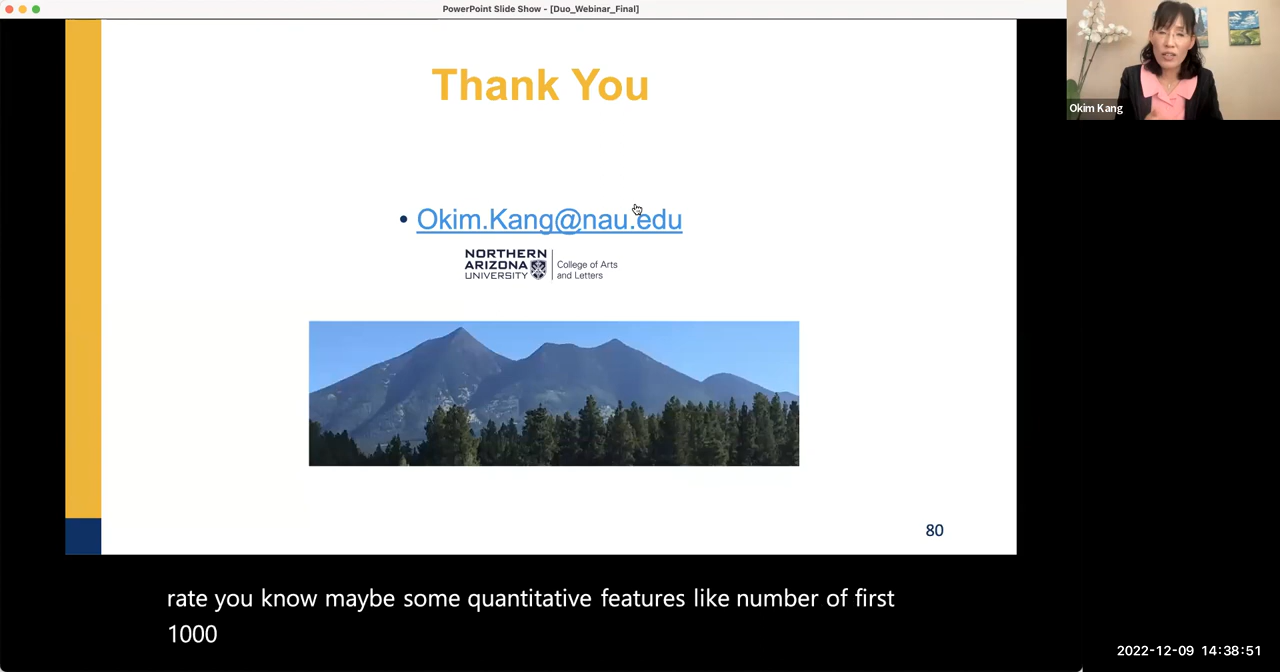 PowerPoint Slide Show - [Duo_Webinar_Final]
Thank You
• Okim.Kang@nau.edu
NORTHERN
ARIZONA
UNIVERSITY
College of Arts
and Letters
80
Okim Kang
rate you know maybe some quantitative features like number of first
1000
2022-12-09 14:38:51